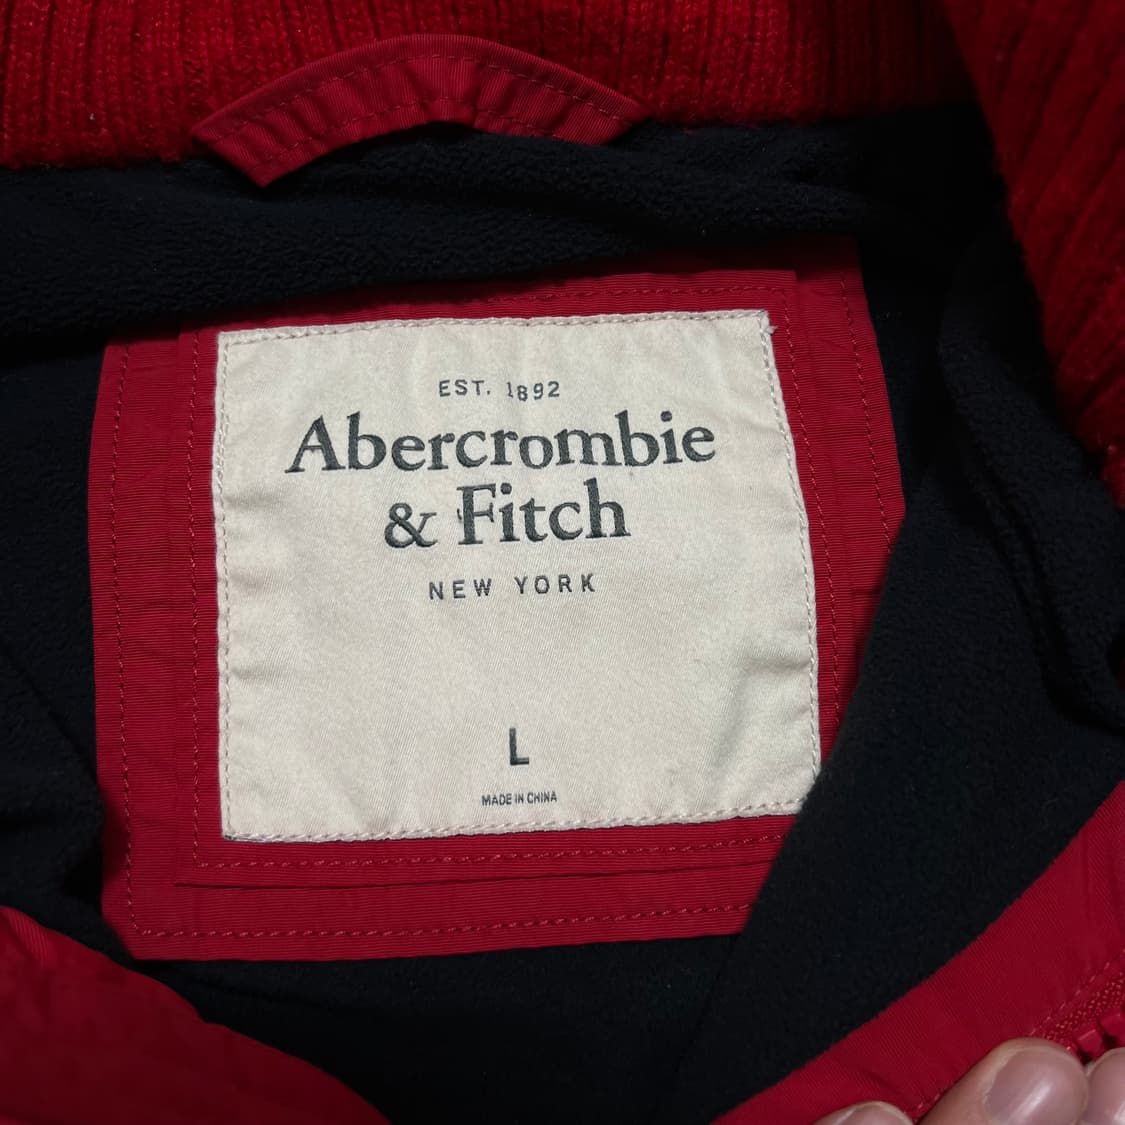 EST. 1892
Abercrombie
& Fitch
NEW YORK
L
MADE IN CHINA